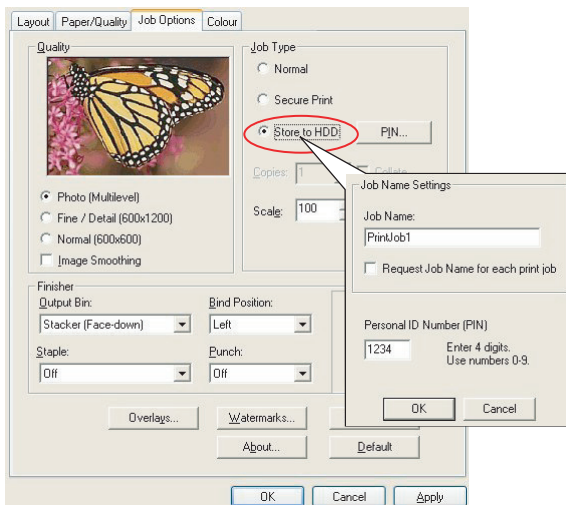 Layout Paper/Quality Job Options Colour
Quality
Photo (Multilevel)
Fine / Detail (600x1200)
Normal (600x600)
Image Smoothing
Job Type
Normal
Secure Print
Store to HDD PIN...
Copies: 1 Collate
Scale: 100
Job Name Settings
Job Name:
PrintJob1
Request Job Name for each print job
Personal ID Number (PIN)
1234 Enter 4 digits.
Use numbers 0-9.
OK Cancel
Finisher
Output Bin: Bind Position:
Stacker (Face-down) Left
Staple: Punch:
Off Off
Overlays... Watermarks...
About... Default
OK Cancel Apply